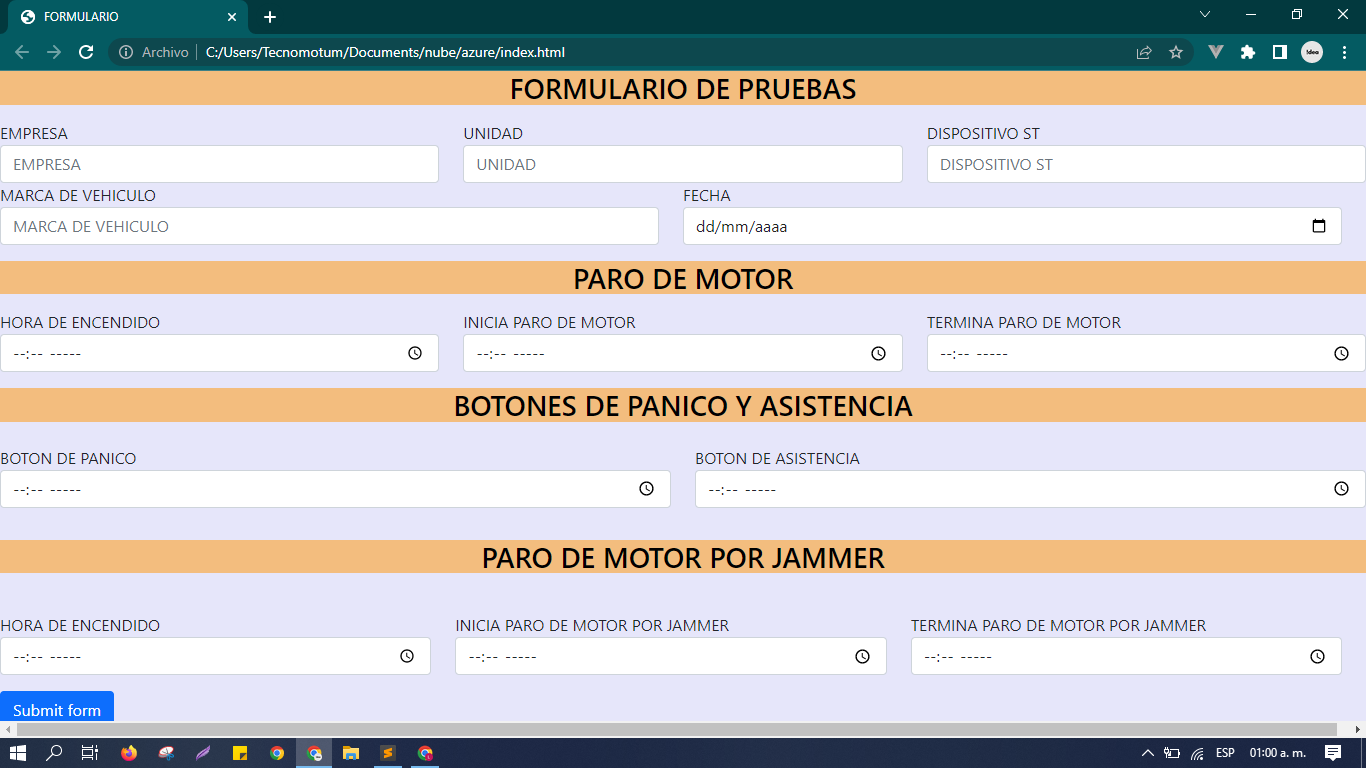 FORMULARIO
Archivo C:/Users/Tecnomotum/Documents/nube/azure/index.html
FORMULARIO DE PRUEBAS
EMPRESA UNIDAD DISPOSITIVO ST
EMPRESA UNIDAD DISPOSITIVO ST
MARCA DE VEHICULO FECHA
MARCA DE VEHICULO dd/mm/aaaa
PARO DE MOTOR
HORA DE ENCENDIDO INICIA PARO DE MOTOR TERMINA PARO DE MOTOR
--:-- ----- --:-- ----- --:-- -----
BOTONES DE PANICO Y ASISTENCIA
BOTON DE PANICO BOTON DE ASISTENCIA
--:-- ----- --:-- -----
PARO DE MOTOR POR JAMMER
HORA DE ENCENDIDO INICIA PARO DE MOTOR POR JAMMER TERMINA PARO DE MOTOR POR JAMMER
--:-- ----- --:-- ----- --:-- -----
Submit form
ESP 01:00 a. m.